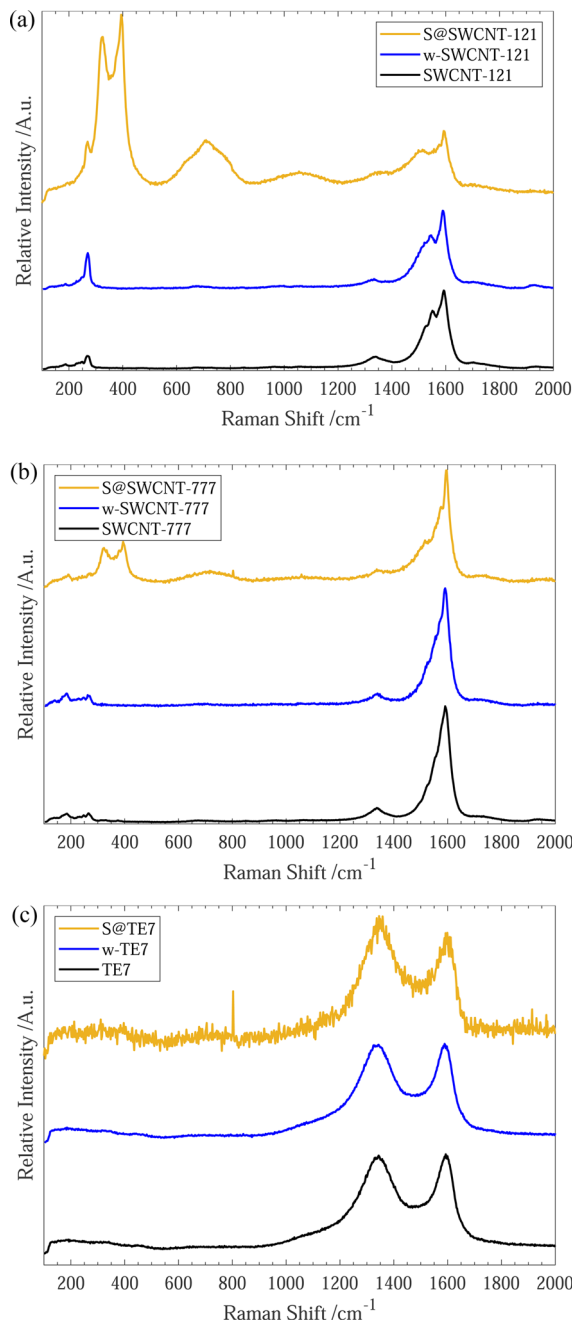 (a)
S@SWCNT-121
w-SWCNT-121
SWCNT-121
Relative Intensity /A.u.
200 400 600 800 1000 1200 1400 1600 1800 2000
Raman Shift /cm⁻¹
(b)
S@SWCNT-777
w-SWCNT-777
SWCNT-777
Relative Intensity /A.u.
200 400 600 800 1000 1200 1400 1600 1800 2000
Raman Shift /cm⁻¹
(c)
S@TE7
w-TE7
TE7
Relative Intensity /A.u.
200 400 600 800 1000 1200 1400 1600 1800 2000
Raman Shift /cm⁻¹